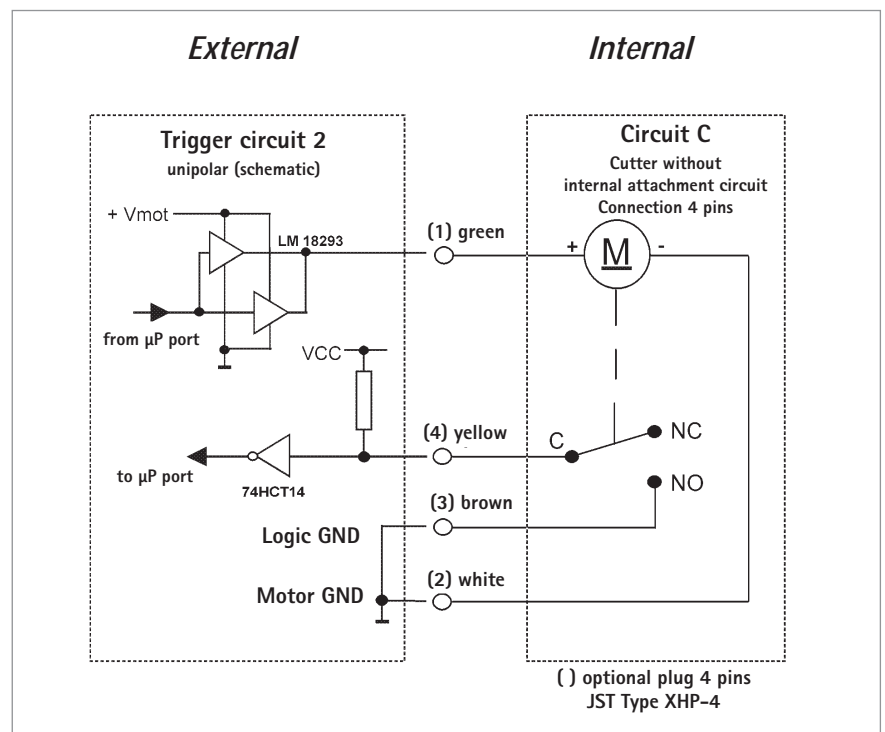 External
Internal
Trigger circuit 2
unipolar (schematic)
+ Vmot
LM 18293
from µP port
VCC
to µP port
74HCT14
Logic GND
Motor GND
(1) green
(4) yellow
(3) brown
(2) white
Circuit C
Cutter without
internal attachment circuit
Connection 4 pins
+
M
-
C
NC
NO
( ) optional plug 4 pins
JST Type XHP-4